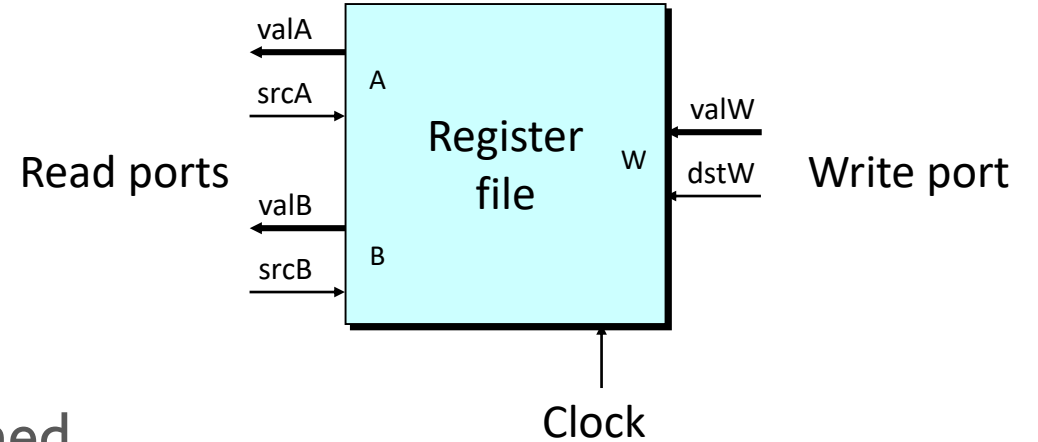 valA
A
srcA
Register
file
valW
W
dstW
Read ports
Write port
valB
B
srcB
Clock